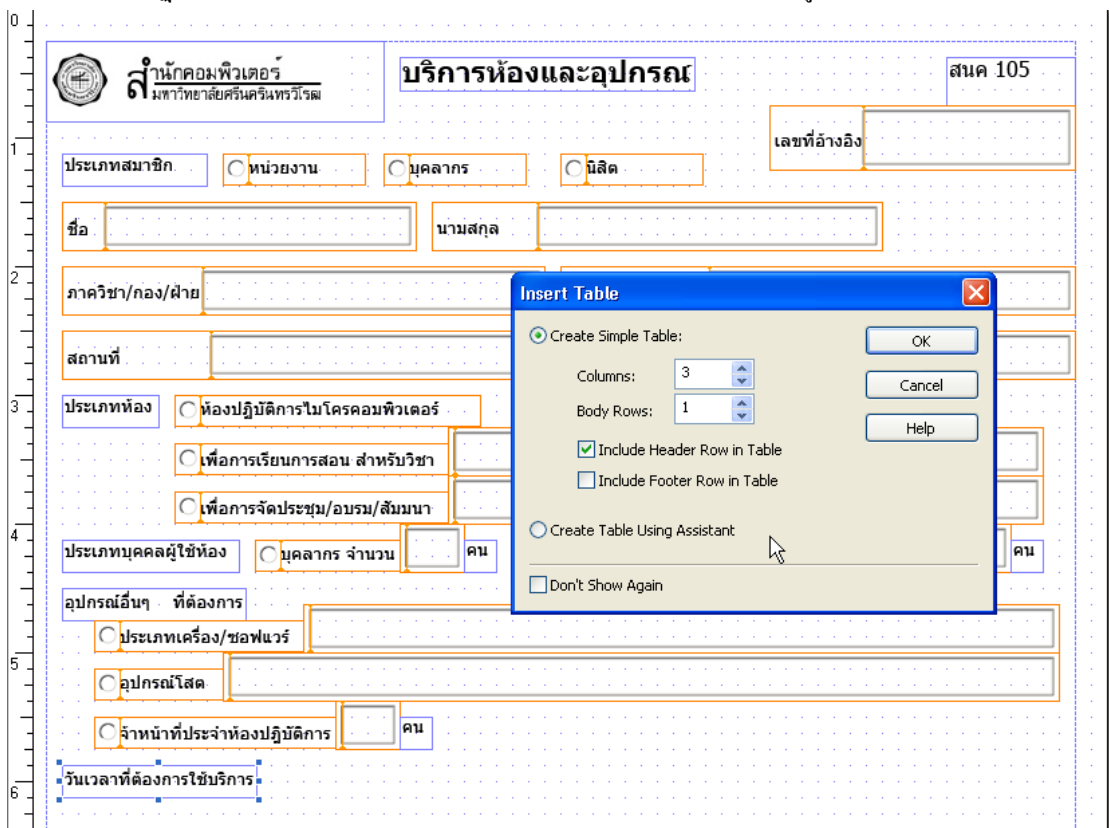 0
สำนักคอมพิวเตอร์
มหาวิทยาลัยศรีนครินทรวิโรฒ
บริการห้องและอุปกรณ์
สนค 105
เลขที่อ้างอิง
1
ประเภทสมาชิก หน่วยงาน บุคลากร นิสิต
ชื่อ นามสกุล
2
ภาควิชา/กอง/ฝ่าย
สถานที่
3
ประเภทห้อง ห้องปฏิบัติการไมโครคอมพิวเตอร์
เพื่อการเรียนการสอน สำหรับวิชา
เพื่อการจัดประชุม/อบรม/สัมมนา
4
ประเภทบุคคลผู้ใช้ห้อง บุคลากร จำนวน คน คน
อุปกรณ์อื่นๆ ที่ต้องการ
ประเภทเครื่อง/ซอฟแวร์
5
อุปกรณ์โสต
จ้าหน้าที่ประจำห้องปฏิบัติการ คน
วันเวลาที่ต้องการใช้บริการ
6
Insert Table
Create Simple Table:
OK
Columns: 3
Cancel
Body Rows: 1
Help
Include Header Row in Table
Include Footer Row in Table
Create Table Using Assistant
Don't Show Again